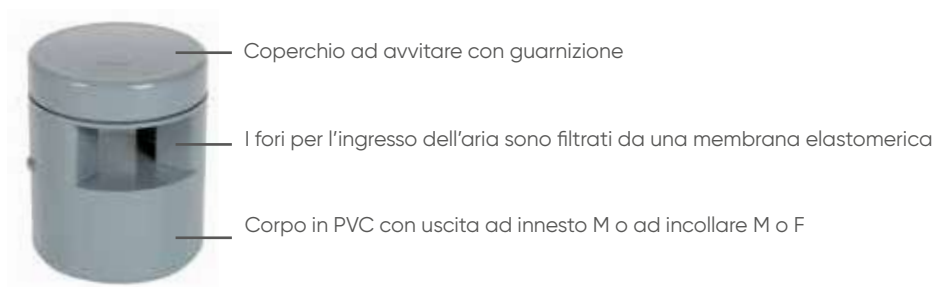 Coperchio ad avvitare con guarnizione
I fori per l'ingresso dell'aria sono filtrati da una membrana elastomerica
Corpo in PVC con uscita ad innesto M o ad incollare M o F